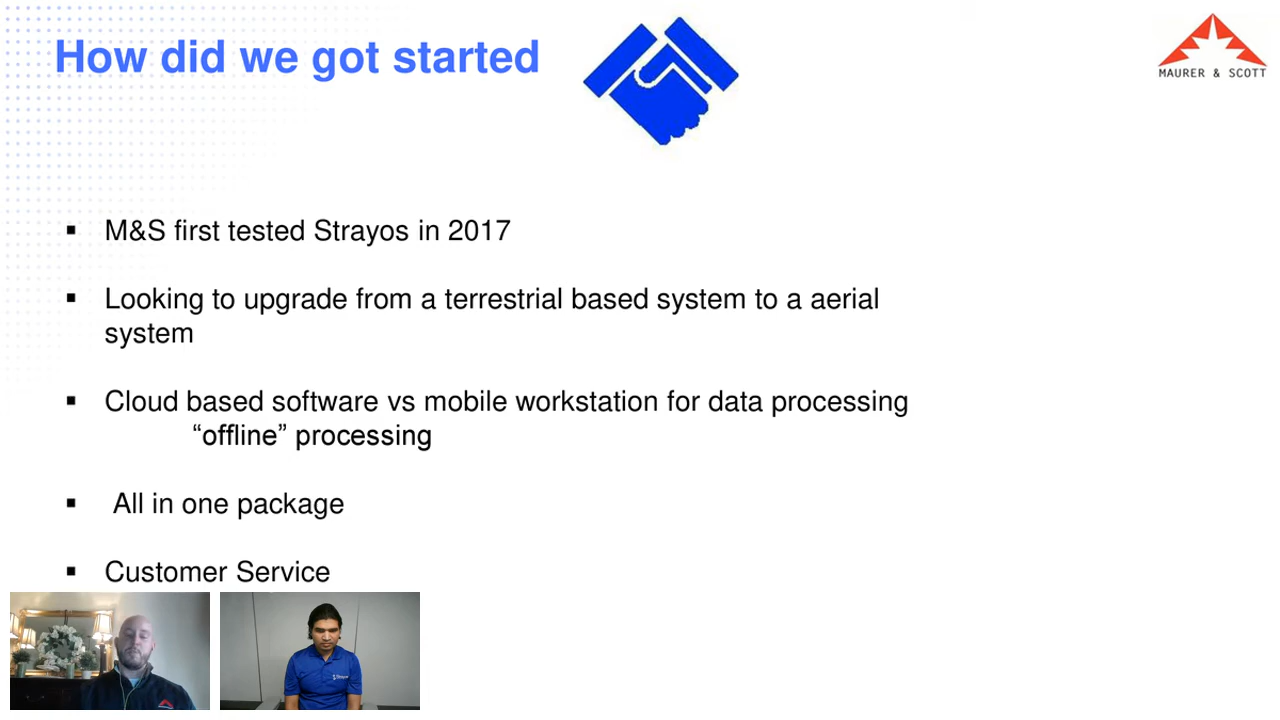 How did we got started
MAURER & SCOTT
▪ M&S first tested Strayos in 2017
▪ Looking to upgrade from a terrestrial based system to a aerial
system
▪ Cloud based software vs mobile workstation for data processing
“offline” processing
▪ All in one package
▪ Customer Service